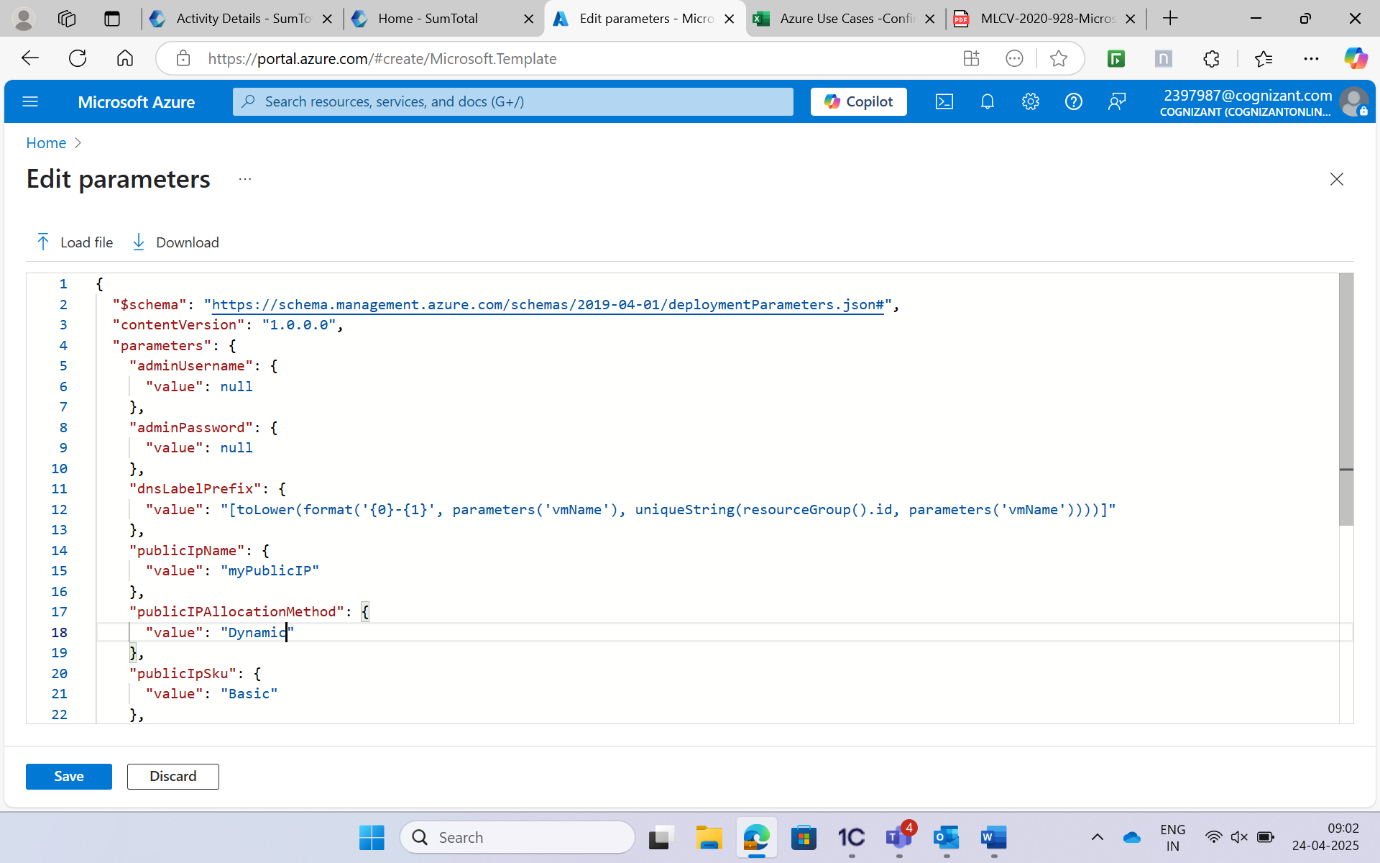 Activity Details - SumTo
Home - SumTotal
Edit parameters - Micro
Azure Use Cases -Confi
MLCV-2020-928-Micros
https://portal.azure.com/#create/Microsoft.Template
Microsoft Azure
Search resources, services, and docs (G+/)
Copilot
2397987@cognizant.com
COGNIZANT (COGNIZANTONLIN...
Home
Edit parameters ...
Load file
Download
1 {
2 "$schema": "https://schema.management.azure.com/schemas/2019-04-01/deploymentParameters.json#",
3 "contentVersion": "1.0.0.0",
4 "parameters": {
5 "adminUsername": {
6 "value": null
7 },
8 "adminPassword": {
9 "value": null
10 },
11 "dnsLabelPrefix": {
12 "value": "[toLower(format('{0}-{1}', parameters('vmName'), uniqueString(resourceGroup().id, parameters('vmName'))))]"
13 },
14 "publicIpName": {
15 "value": "myPublicIP"
16 },
17 "publicIPAllocationMethod": {
18 "value": "Dynamic"
19 },
20 "publicIpSku": {
21 "value": "Basic"
22 },
Save
Discard
Search
1C
4
ENG
IN
09:02
24-04-2025